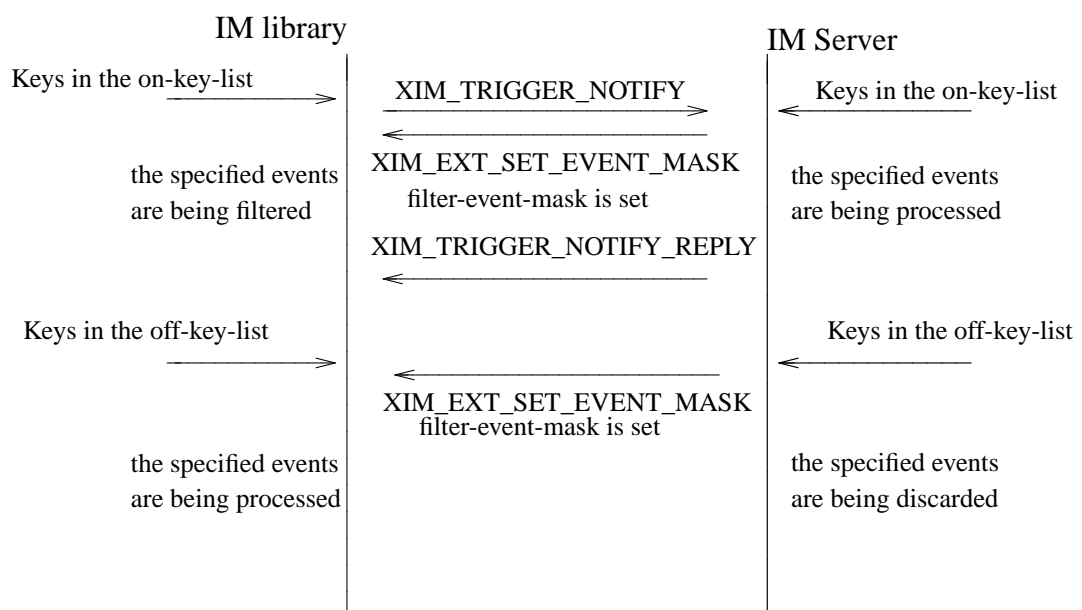 IM library
IM Server
Keys in the on-key-list
XIM_TRIGGER_NOTIFY
Keys in the on-key-list
XIM_EXT_SET_EVENT_MASK
filter-event-mask is set
the specified events
are being filtered
the specified events
are being processed
XIM_TRIGGER_NOTIFY_REPLY
Keys in the off-key-list
Keys in the off-key-list
XIM_EXT_SET_EVENT_MASK
filter-event-mask is set
the specified events
are being processed
the specified events
are being discarded